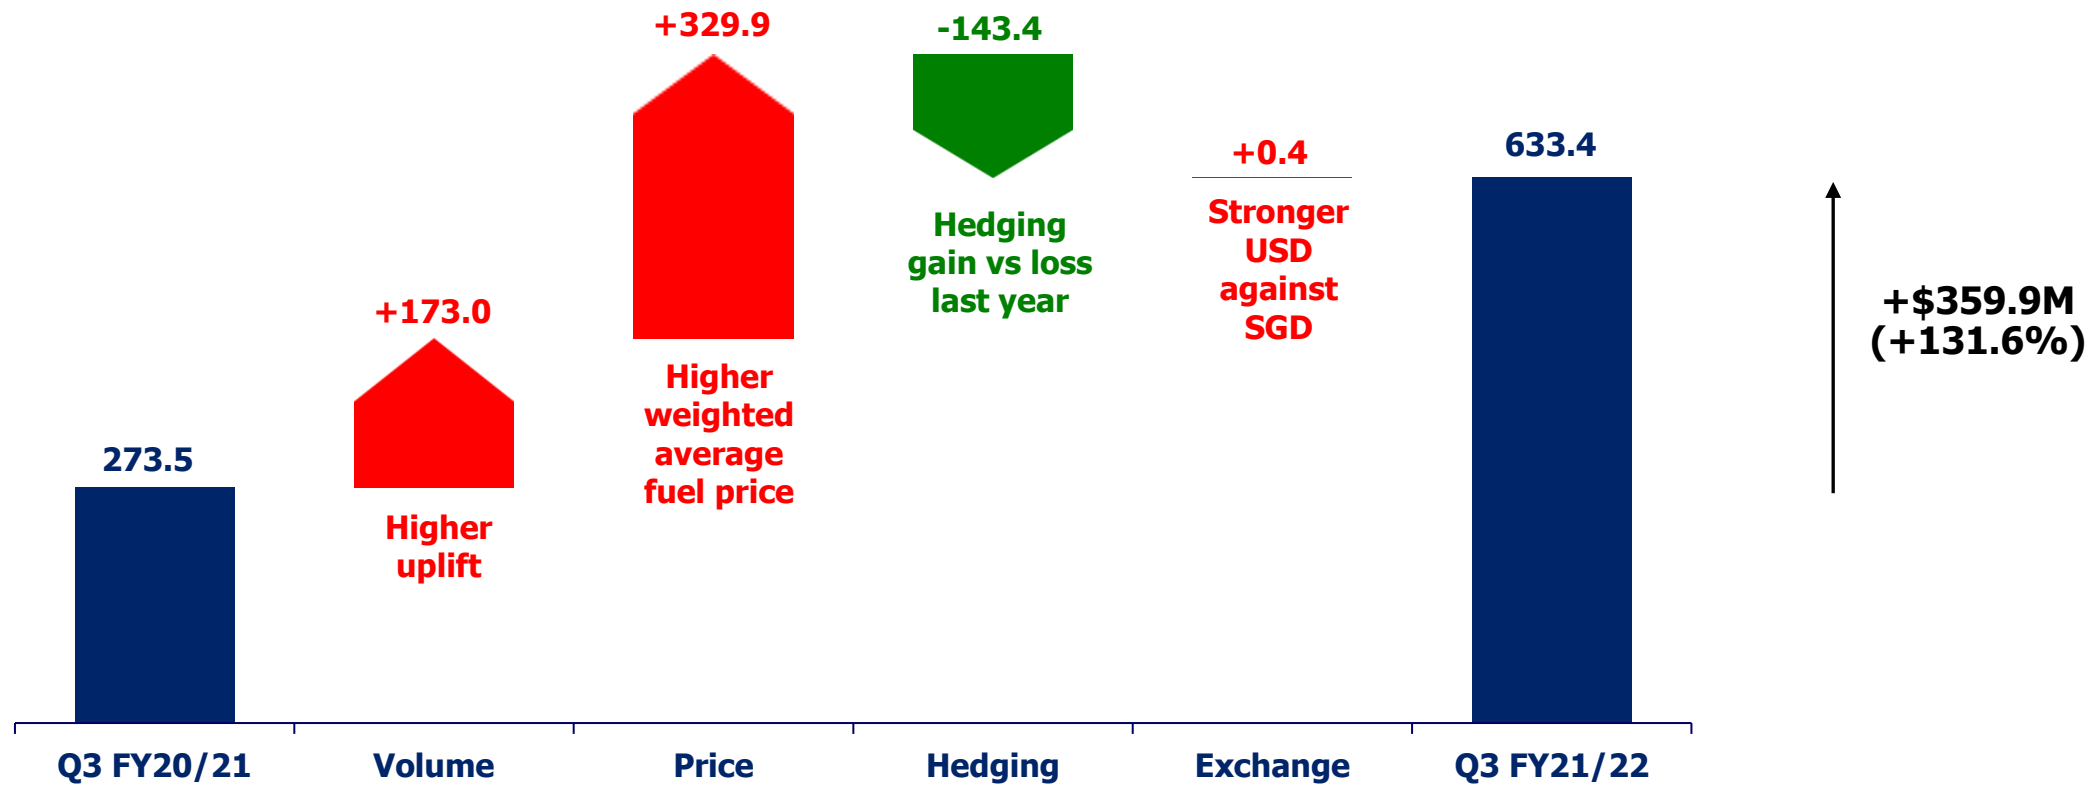 +329.9
-143.4
+0.4
633.4
Stronger
USD
against
SGD
Hedging
gain vs loss
last year
+173.0
+$359.9M
(+131.6%)
Higher
weighted
average
fuel price
273.5
Higher
uplift
Q3 FY20/21
Volume
Price
Hedging
Exchange
Q3 FY21/22